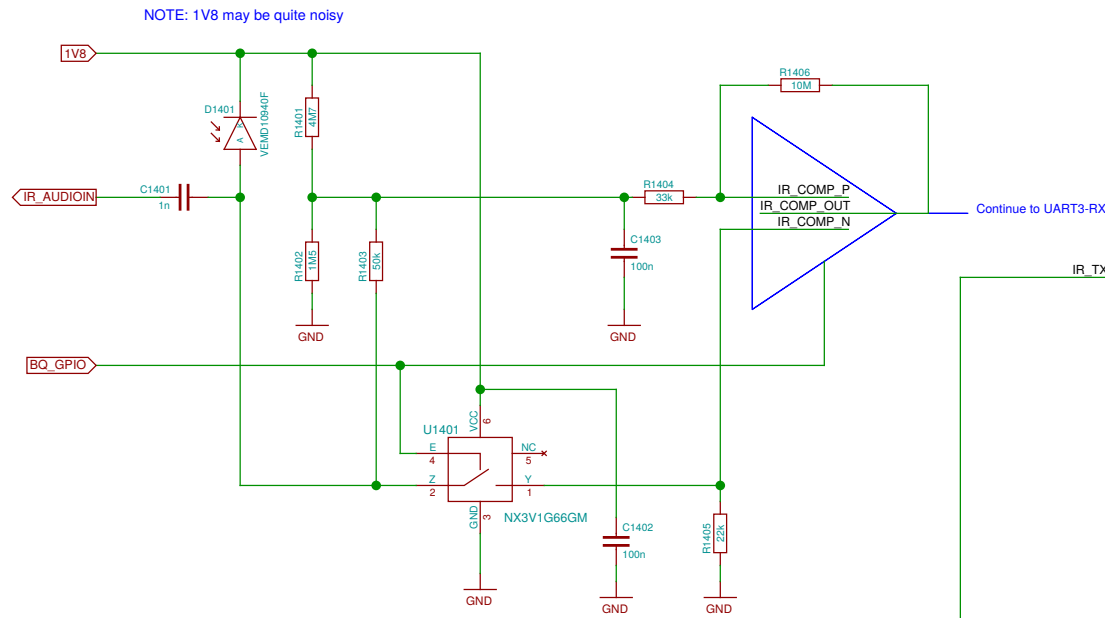 NOTE: 1V8 may be quite noisy
1V8
R1406
10M
D1401
K
A
VEMD10940F
R1401
4M7
IR_AUDIOIN
C1401
1n
R1404
33k
IR_COMP_P
IR_COMP_OUT
IR_COMP_N
Continue to UART3-RX
R1402
1M5
R1403
50k
C1403
100n
IR_TX
GND
GND
BQ_GPIO
U1401
VCC
6
E
4
NC
5
Z
2
Y
1
GND
3
NX3V1G66GM
C1402
100n
R1405
22k
GND
GND
GND